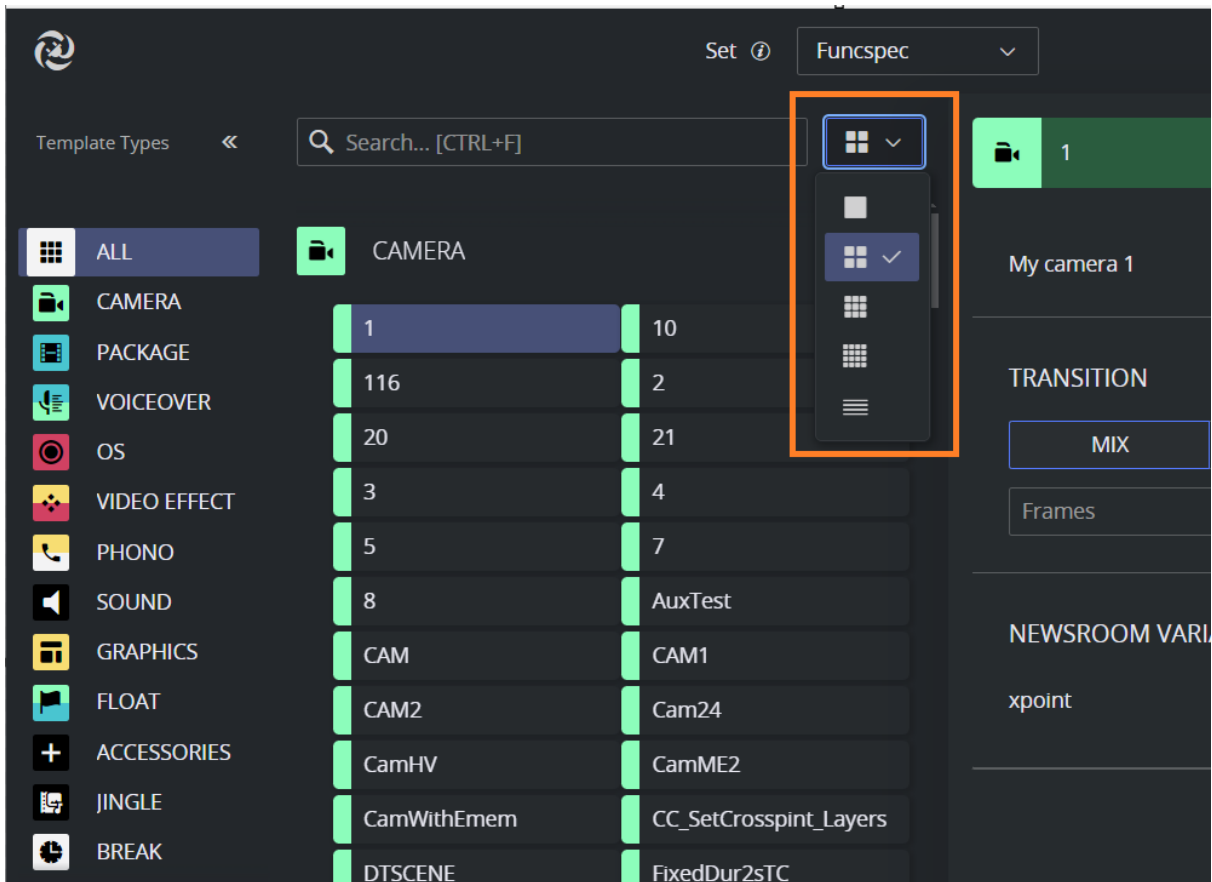 Set Funcspec
Template Types
Search... [CTRL+F]
ALL
CAMERA
PACKAGE
VOICEOVER
OS
VIDEO EFFECT
PHONO
SOUND
GRAPHICS
FLOAT
ACCESSORIES
JINGLE
BREAK
CAMERA
1
10
116
2
20
21
3
4
5
7
8
AuxTest
CAM
CAM1
CAM2
Cam24
CamHV
CamME2
CamWithEmem
CC_SetCrosspint_Layers
DTSCENE
FixedDur2sTC
1
My camera 1
TRANSITION
MIX
Frames
NEWSROOM VARIA
xpoint